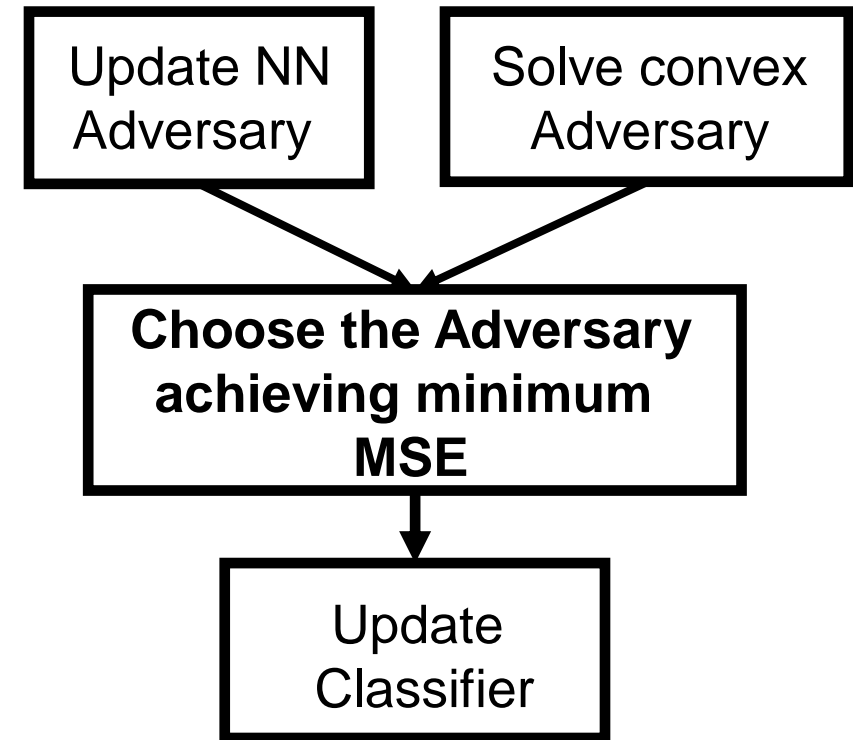 Update NN
Adversary
Solve convex
Adversary
Choose the Adversary
achieving minimum
MSE
Update
Classifier